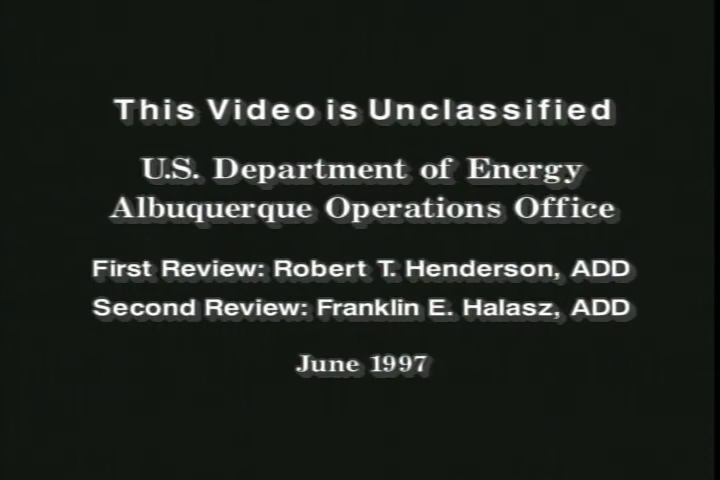 This Video is Unclassified
U.S. Department of Energy
Albuquerque Operations Office
First Review: Robert T. Henderson, ADD
Second Review: Franklin E. Halasz, ADD
June 1997